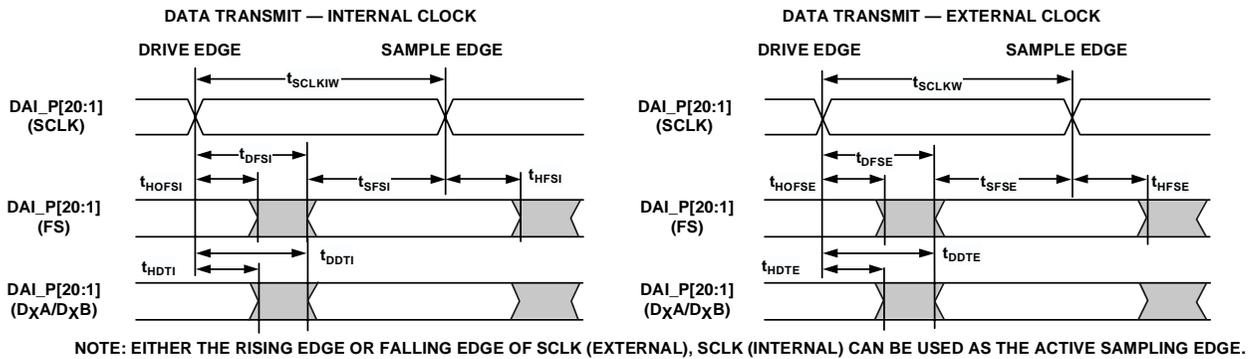 DATA TRANSMIT — INTERNAL CLOCK
DRIVE EDGE
SAMPLE EDGE
tSCLKIW
DAI_P[20:1]
(SCLK)
tDFSI
tHOFSI
tSFSI
tHFSI
DAI_P[20:1]
(FS)
tDDTI
tHDTI
DAI_P[20:1]
(DXA/DXB)
DATA TRANSMIT — EXTERNAL CLOCK
DRIVE EDGE
SAMPLE EDGE
tSCLKW
DAI_P[20:1]
(SCLK)
tDFSE
tHOFSE
tSFSE
tHFSE
DAI_P[20:1]
(FS)
tDDTE
tHDTE
DAI_P[20:1]
(DXA/DXB)
NOTE: EITHER THE RISING EDGE OR FALLING EDGE OF SCLK (EXTERNAL), SCLK (INTERNAL) CAN BE USED AS THE ACTIVE SAMPLING EDGE.